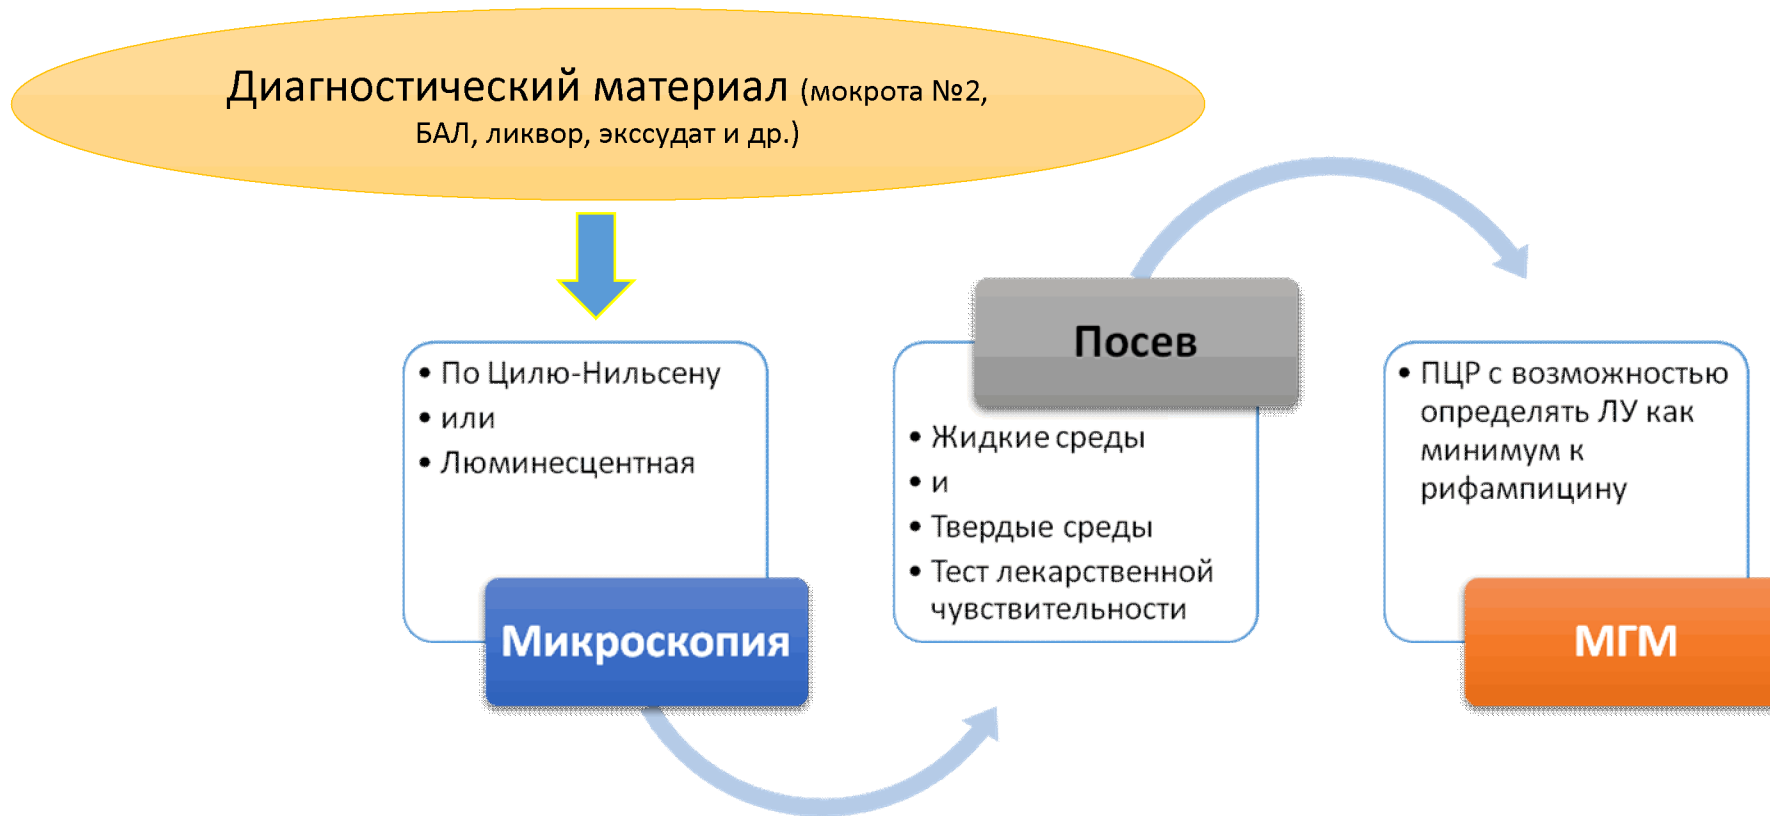 Диагностический материал (мокрота №2,
БАЛ, ликвор, экссудат и др.)
• По Цилю-Нильсену
• или
• Люминесцентная
Микроскопия
Посев
• Жидкие среды
• и
• Твердые среды
• Тест лекарственной
чувствительности
• ПЦР с возможностью
определять ЛУ как
минимум к
рифампицину
МГМ